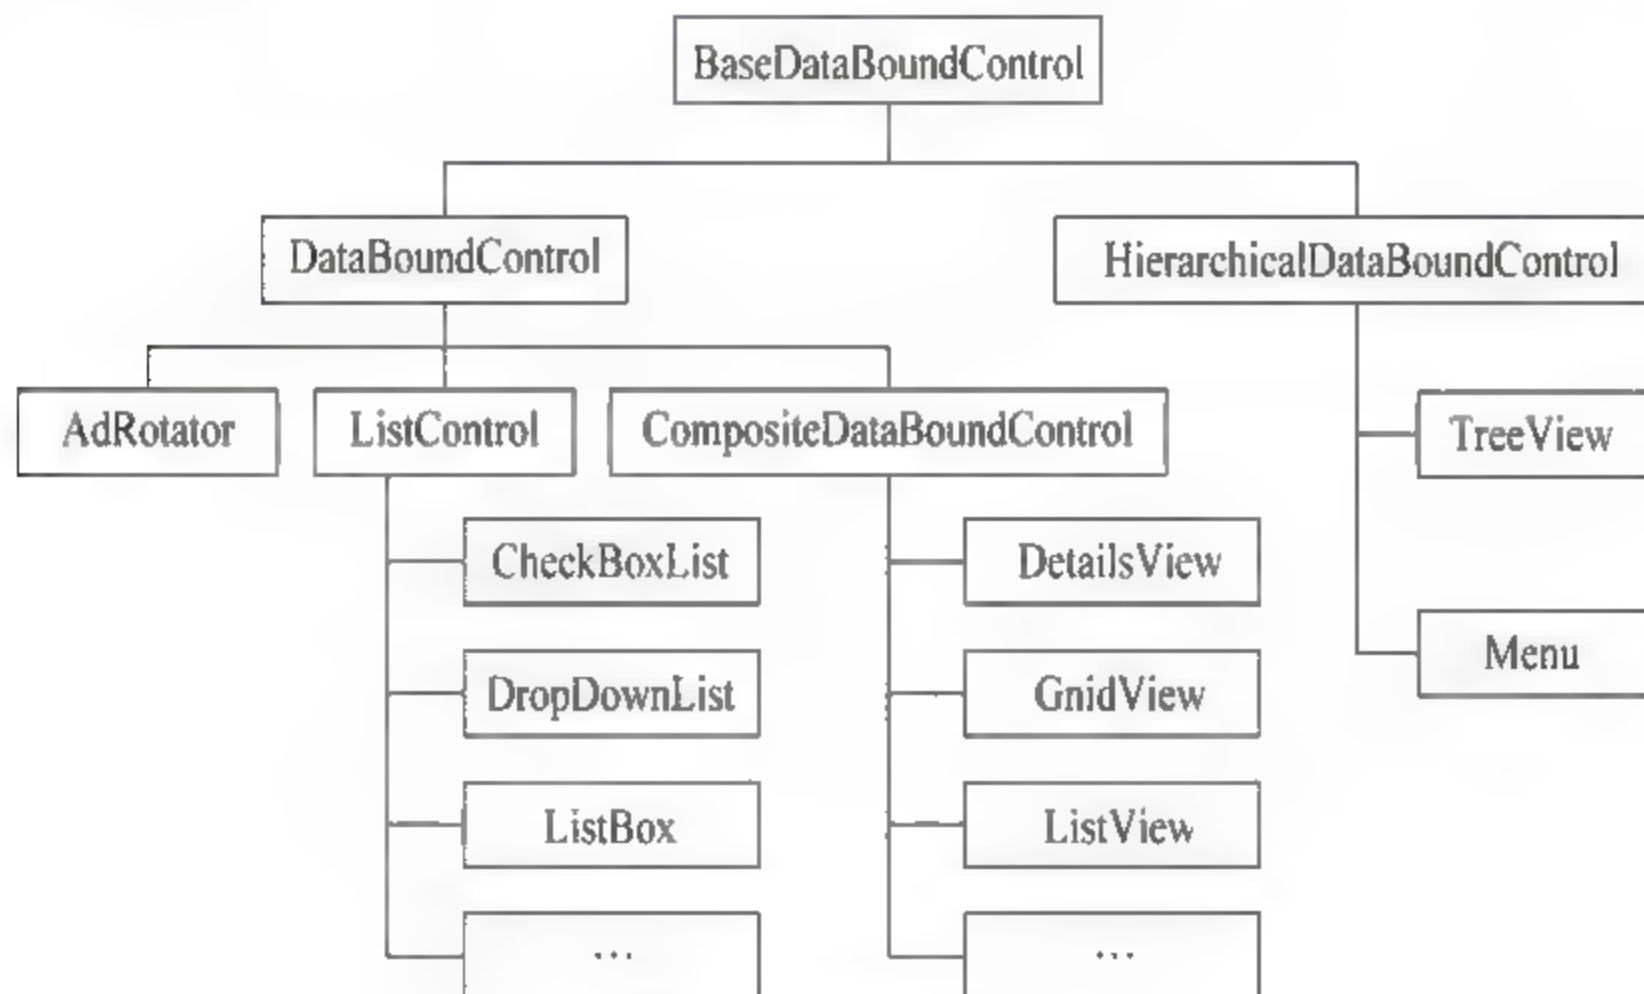 BaseDataBoundControl
DataBoundControl
HierarchicalDataBoundControl
AdRotator
ListControl
CompositeDataBoundControl
TreeView
CheckBoxList
DetailsView
Menu
DropDownList
GnidView
ListBox
ListView
...
...